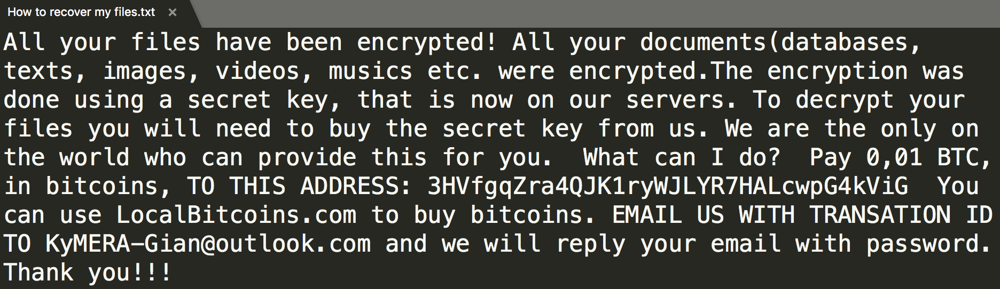 How to recover my files.txt ×
All your files have been encrypted! All your documents(databases,
texts, images, videos, musics etc. were encrypted.The encryption was
done using a secret key, that is now on our servers. To decrypt your
files you will need to buy the secret key from us. We are the only on
the world who can provide this for you.  What can I do?  Pay 0,01 BTC,
in bitcoins, TO THIS ADDRESS: 3HVfgqZra4QJK1ryWJLYR7HALcwpG4kViG  You
can use LocalBitcoins.com to buy bitcoins. EMAIL US WITH TRANSATION ID
TO KyMERA-Gian@outlook.com and we will reply your email with password.
Thank you!!!